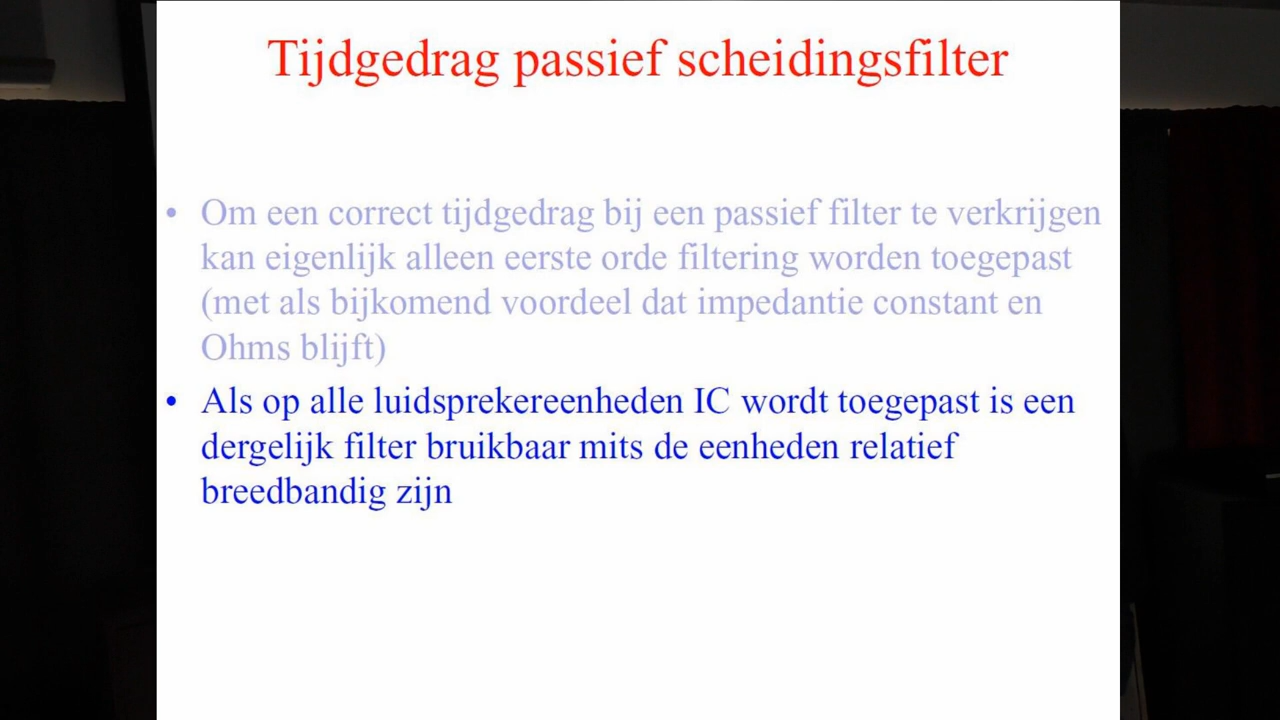 Tijdgedrag passief scheidingsfilter
• Om een correct tijdgedrag bij een passief filter te verkrijgen
kan eigenlijk alleen eerste orde filtering worden toegepast
(met als bijkomend voordeel dat impedantie constant en
Ohms blijft)
• Als op alle luidsprekereenheden IC wordt toegepast is een
dergelijk filter bruikbaar mits de eenheden relatief
breedbandig zijn